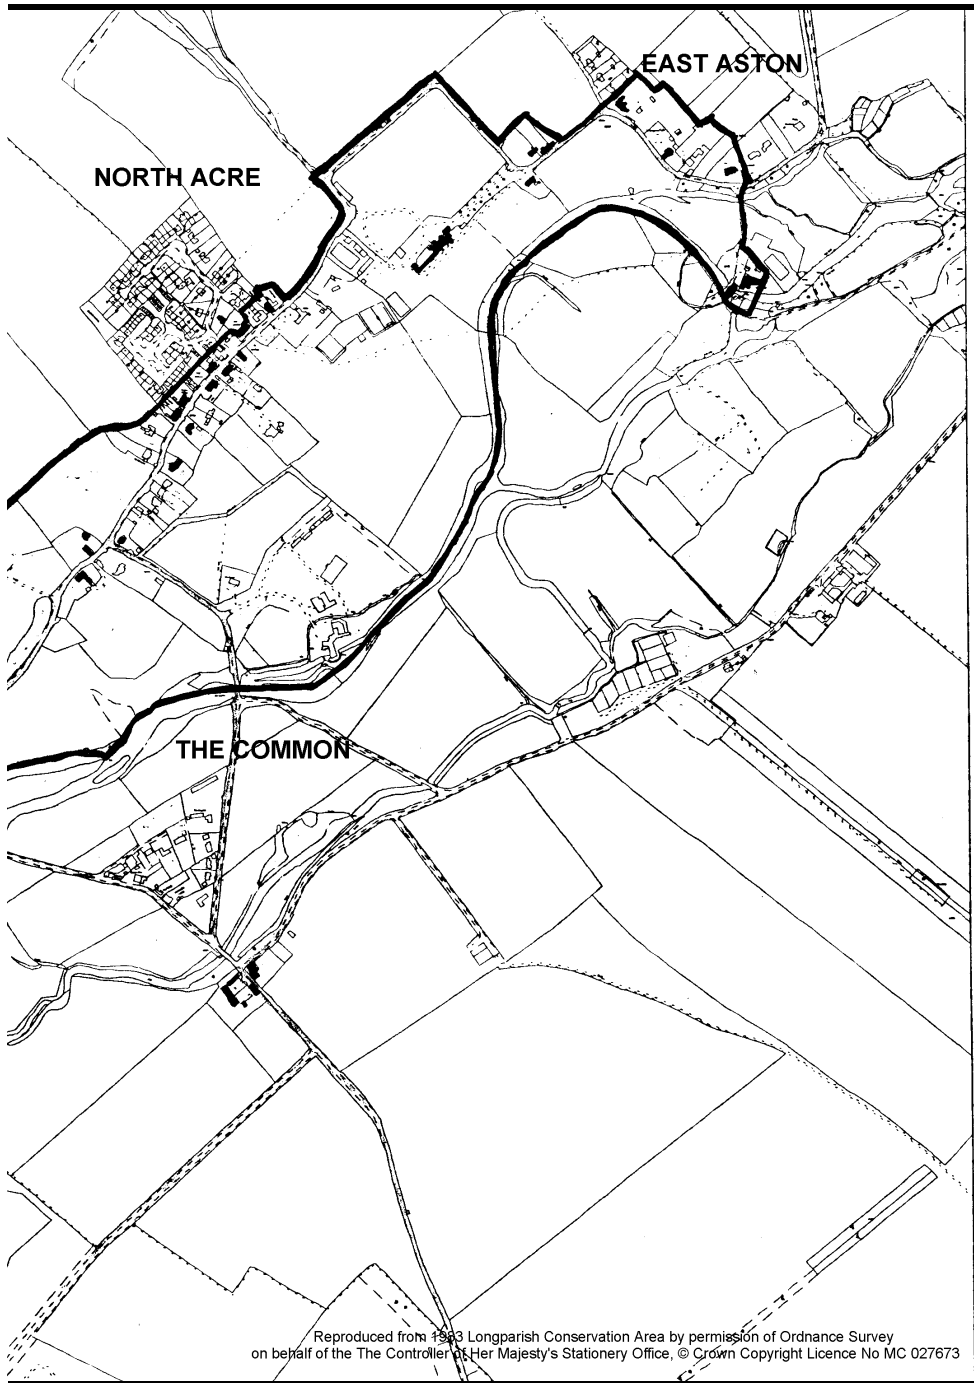 EAST ASTON
NORTH ACRE
THE COMMON
Reproduced from 1983 Longparish Conservation Area by permission of Ordnance Survey
on behalf of the The Controller of Her Majesty's Stationery Office, © Crown Copyright Licence No MC 027673